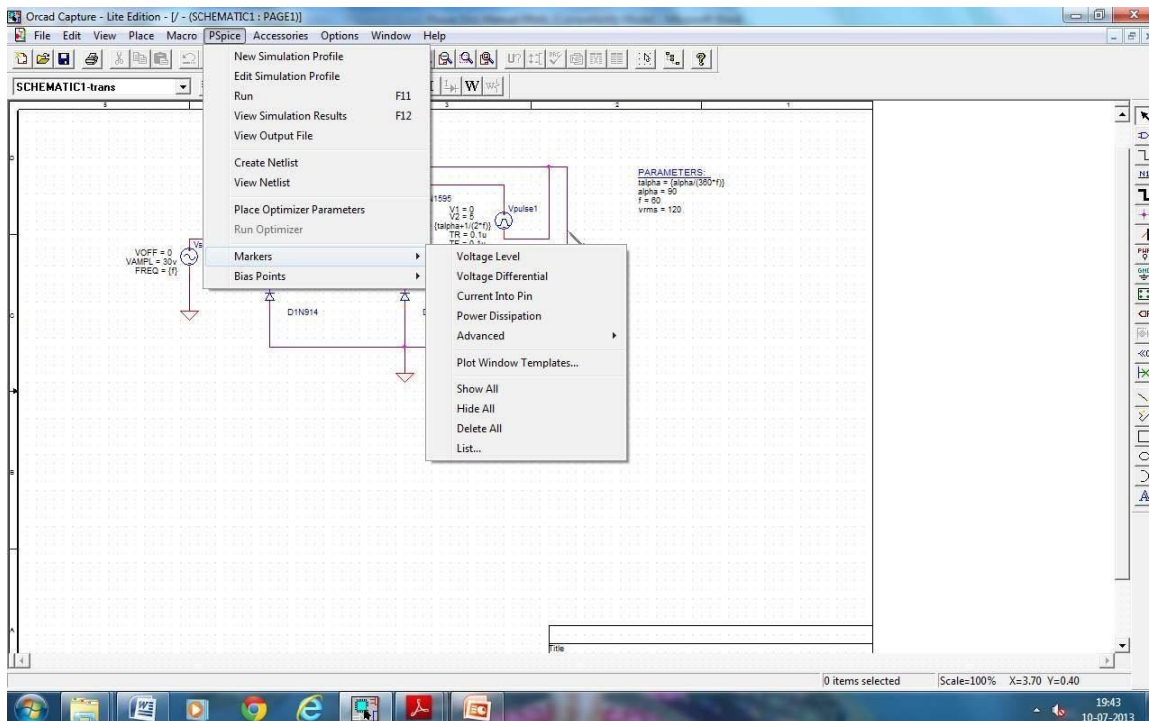 Orcad Capture - Lite Edition - [/ - (SCHEMATIC1 : PAGE1)]
File Edit View Place Macro PSpice Accessories Options Window Help
U?
SCHEMATIC1-trans
W
New Simulation Profile
Edit Simulation Profile
Run F11
View Simulation Results F12
View Output File
Create Netlist
View Netlist
Place Optimizer Parameters
Run Optimizer
Markers
Bias Points
Voltage Level
Voltage Differential
Current Into Pin
Power Dissipation
Advanced
Plot Window Templates...
Show All
Hide All
Delete All
List...
5 3 2 1
PARAMETERS:
talpha = {alpha/(360*f)}
alpha = 90
f = 60
vrms = 120
V1 = 0
V2 = 5
{talpha+1/(2*f)}
TR = 0.1u
Vpulse1
VOFF = 0
VAMPL = 30v
FREQ = {f}
D1N914
Title
0 items selected Scale=100% X=3.70 Y=0.40
19:43
10-07-2013